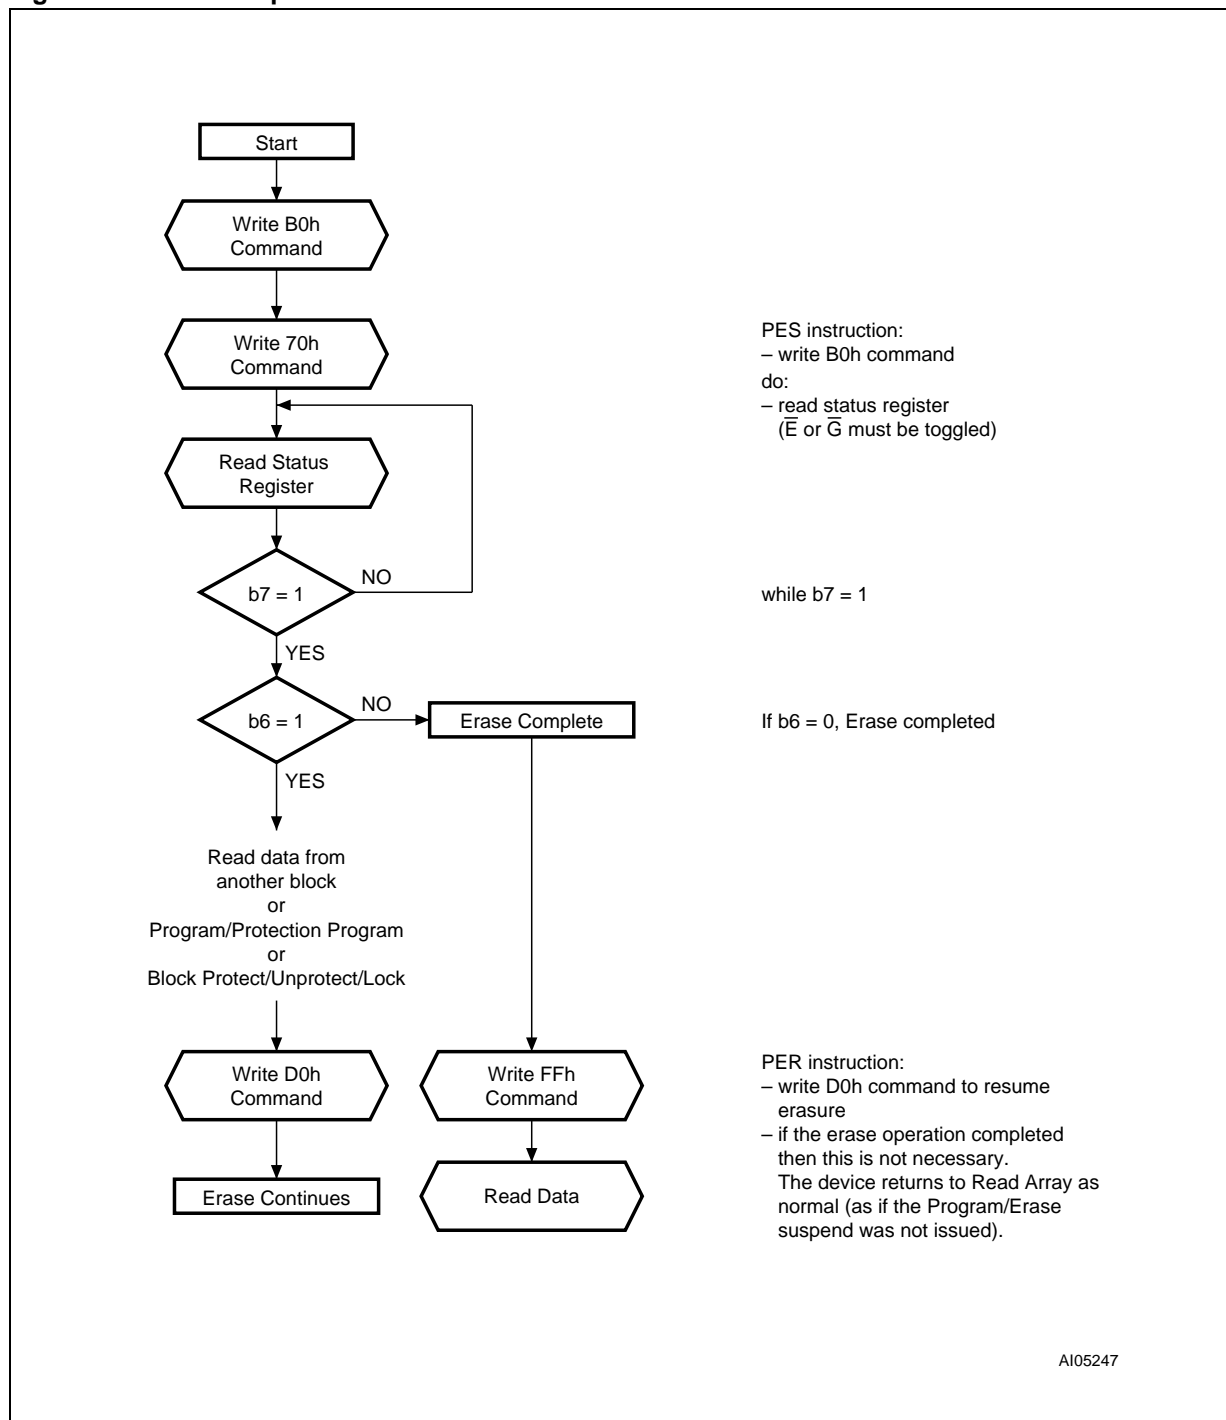 Start
Write B0h
Command
Write 70h
Command
PES instruction:
– write B0h command
do:
– read status register
(E̅ or G̅ must be toggled)
Read Status
Register
b7 = 1
NO
while b7 = 1
YES
b6 = 1
NO
Erase Complete
If b6 = 0, Erase completed
YES
Read data from
another block
or
Program/Protection Program
or
Block Protect/Unprotect/Lock
Write D0h
Command
Write FFh
Command
PER instruction:
– write D0h command to resume
erasure
– if the erase operation completed
then this is not necessary.
The device returns to Read Array as
normal (as if the Program/Erase
suspend was not issued).
Erase Continues
Read Data
AI05247